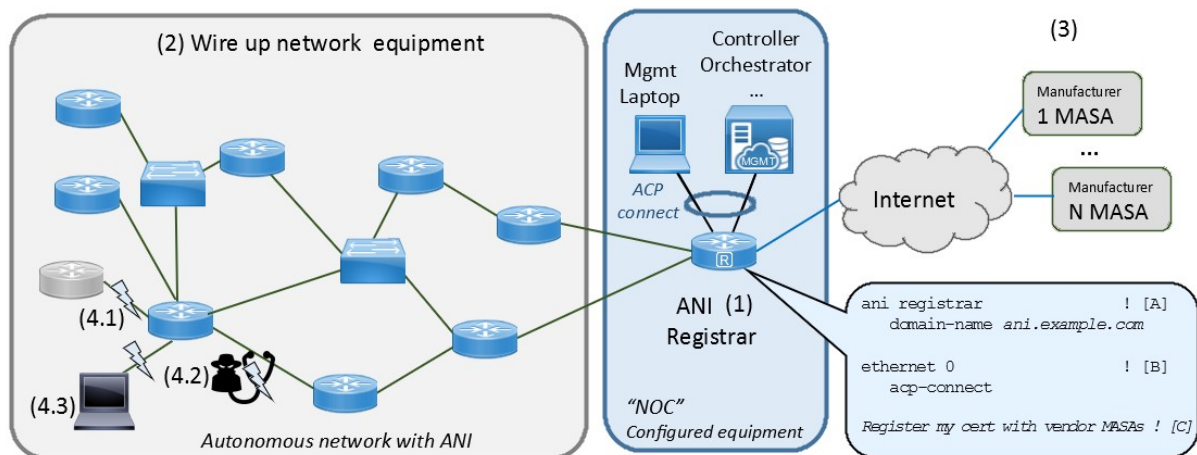 (2) Wire up network equipment
(4.1)
(4.2)
(4.3)
Autonomous network with ANI
Controller
Orchestrator
...
Mgmt
Laptop
MGMT
ACP
connect
R
ANI (1)
Registrar
"NOC"
Configured equipment
(3)
Internet
Manufacturer
1 MASA
...
Manufacturer
N MASA
ani registrar ! [A]
domain-name ani.example.com
ethernet 0 ! [B]
acp-connect
Register my cert with vendor MASAs ! [C]